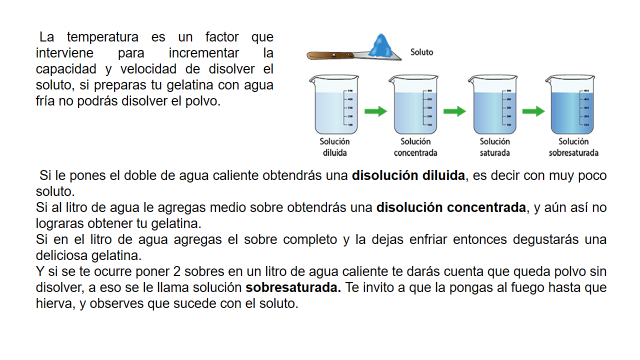 La temperatura es un factor que
interviene para incrementar la
capacidad y velocidad de disolver el
soluto, si preparas tu gelatina con agua
fría no podrás disolver el polvo.
Soluto
Solución diluida
Solución concentrada
Solución saturada
Solución sobresaturada
Si le pones el doble de agua caliente obtendrás una disolución diluida, es decir con muy poco
soluto.
Si al litro de agua le agregas medio sobre obtendrás una disolución concentrada, y aún así no
lograras obtener tu gelatina.
Si en el litro de agua agregas el sobre completo y la dejas enfriar entonces degustarás una
deliciosa gelatina.
Y si se te ocurre poner 2 sobres en un litro de agua caliente te darás cuenta que queda polvo sin
disolver, a eso se le llama solución sobresaturada. Te invito a que la pongas al fuego hasta que
hierva, y observes que sucede con el soluto.